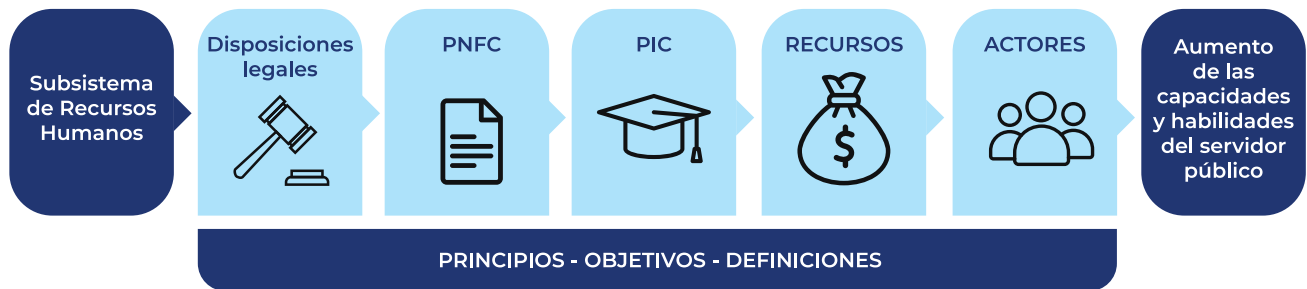 Subsistema
de Recursos
Humanos
Disposiciones
legales
PNFC
PIC
RECURSOS
$
ACTORES
Aumento
de las
capacidades
y habilidades
del servidor
público
PRINCIPIOS - OBJETIVOS - DEFINICIONES